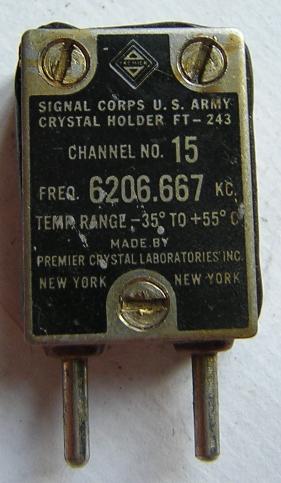 PREMIER
SIGNAL CORPS U.S. ARMY
CRYSTAL HOLDER FT-243
CHANNEL NO. 15
FREQ. 6206.667 KC.
TEMP. RANGE -35° TO +55° C
MADE BY
PREMIER CRYSTAL LABORATORIES INC.
NEW YORK NEW YORK